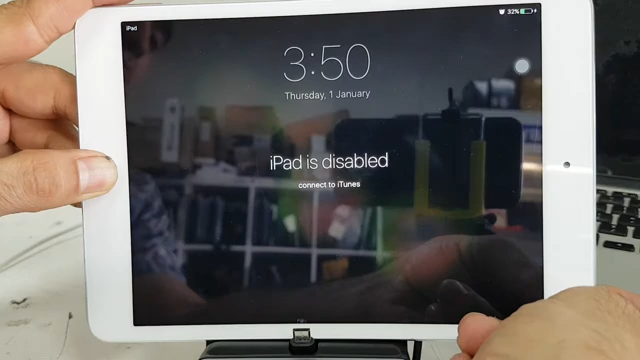 iPad
32%
3:50
Thursday, 1 January
iPad is disabled
connect to iTunes